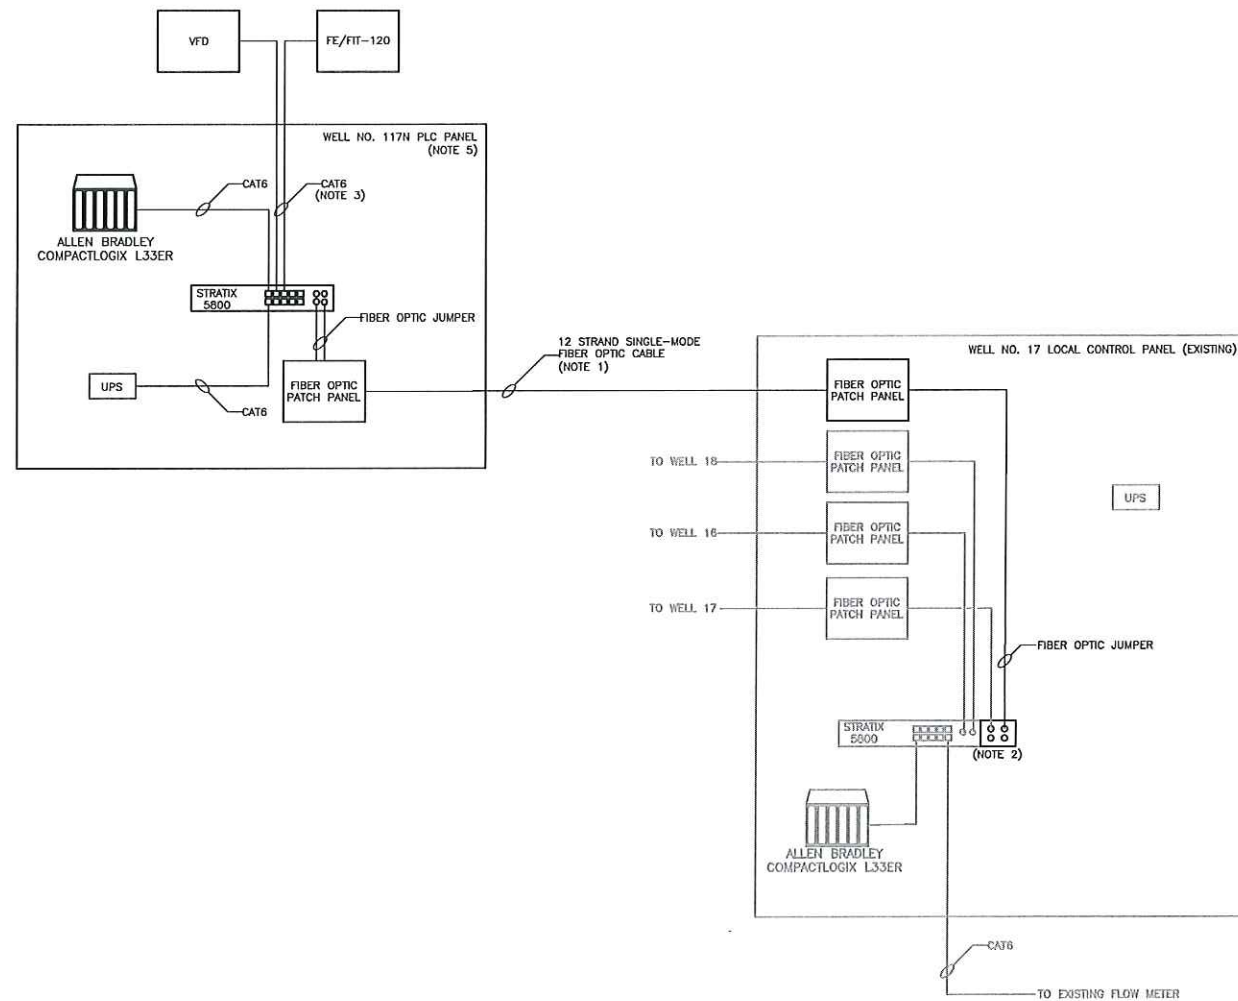 VFD
FE/FIT-120
WELL NO. 117N PLC PANEL
(NOTE 5)
CAT6
CAT6
(NOTE 3)
ALLEN BRADLEY
COMPACTLOGIX L33ER
STRATIX
5800
FIBER OPTIC JUMPER
UPS
CAT6
FIBER OPTIC
PATCH PANEL
12 STRAND SINGLE-MODE
FIBER OPTIC CABLE
(NOTE 1)
WELL NO. 17 LOCAL CONTROL PANEL (EXISTING)
FIBER OPTIC
PATCH PANEL
TO WELL 18
FIBER OPTIC
PATCH PANEL
UPS
TO WELL 16
FIBER OPTIC
PATCH PANEL
TO WELL 17
FIBER OPTIC
PATCH PANEL
FIBER OPTIC JUMPER
STRATIX
5800
(NOTE 2)
ALLEN BRADLEY
COMPACTLOGIX L33ER
CAT6
TO EXISTING FLOW METER